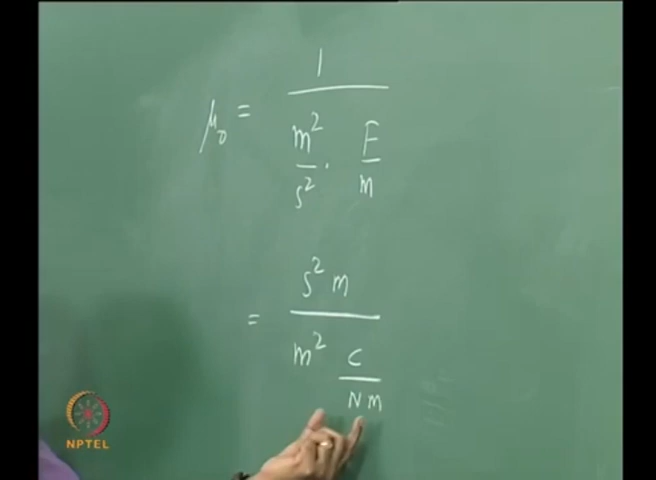 1
μ₀ =
m² F
s² . m
s² m
=
m² C
N m
NPTEL